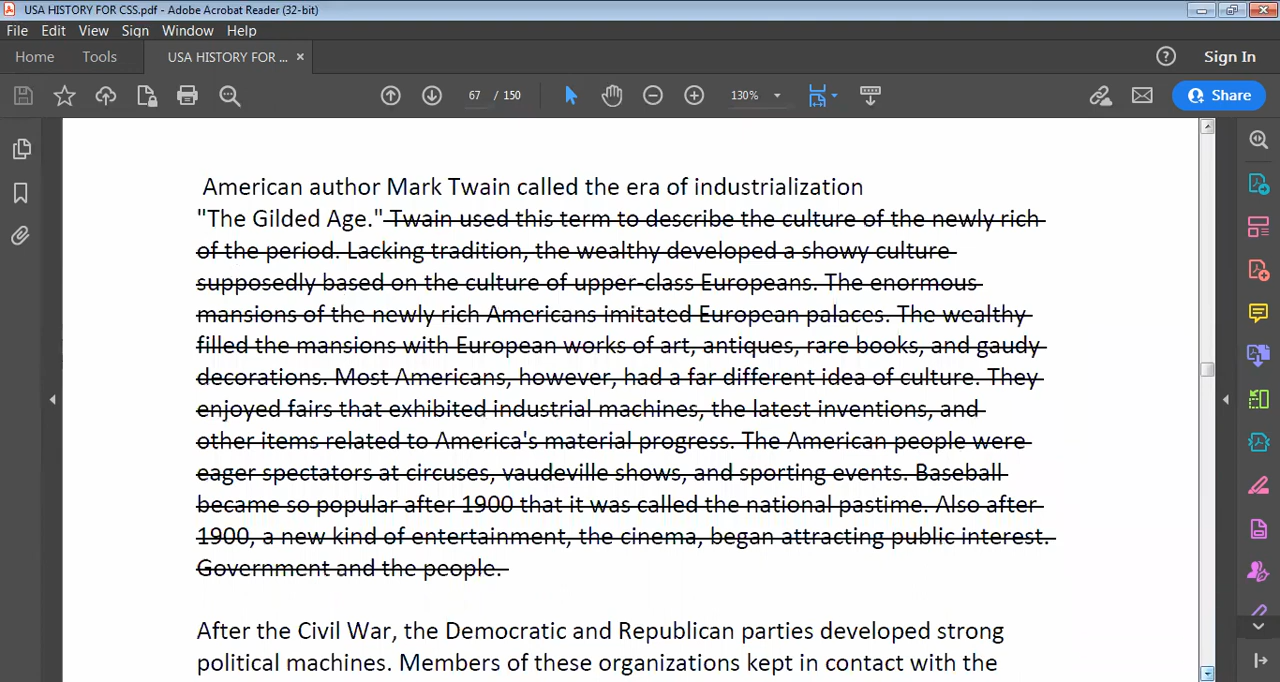 USA HISTORY FOR CSS.pdf - Adobe Acrobat Reader (32-bit)
File Edit View Sign Window Help
Home Tools USA HISTORY FOR ... × Sign In
67 / 150 130% Share
American author Mark Twain called the era of industrialization
"The Gilded Age." Twain used this term to describe the culture of the newly rich
of the period. Lacking tradition, the wealthy developed a showy culture
supposedly based on the culture of upper-class Europeans. The enormous
mansions of the newly rich Americans imitated European palaces. The wealthy
filled the mansions with European works of art, antiques, rare books, and gaudy
decorations. Most Americans, however, had a far different idea of culture. They
enjoyed fairs that exhibited industrial machines, the latest inventions, and
other items related to America's material progress. The American people were
eager spectators at circuses, vaudeville shows, and sporting events. Baseball
became so popular after 1900 that it was called the national pastime. Also after
1900, a new kind of entertainment, the cinema, began attracting public interest.
Government and the people.
After the Civil War, the Democratic and Republican parties developed strong
political machines. Members of these organizations kept in contact with the